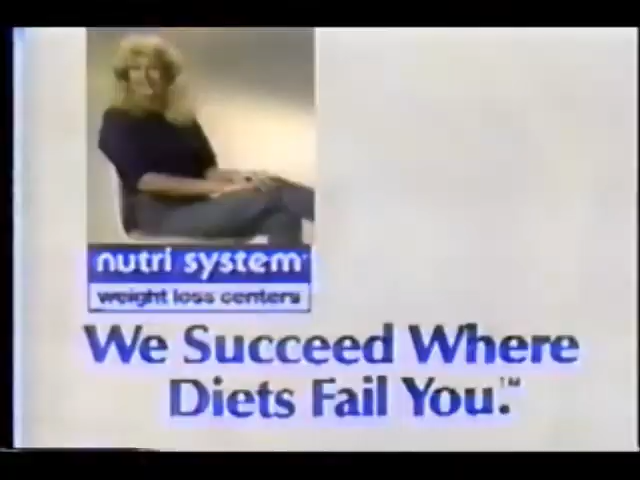 nutri system
weight loss centers
We Succeed Where
Diets Fail You.™